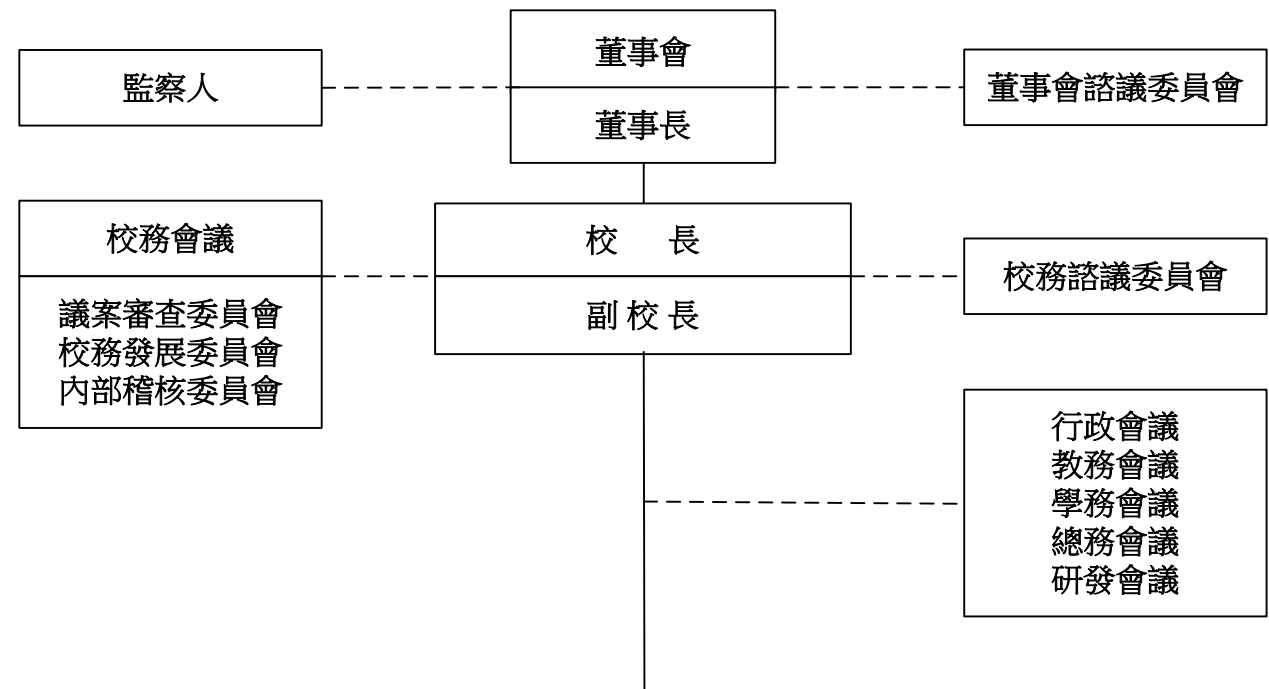 董事會
董事長
監察人
董事會諮議委員會
校務會議
議案審查委員會
校務發展委員會
內部稽核委員會
校 長
副校長
校務諮議委員會
行政會議
教務會議
學務會議
總務會議
研發會議